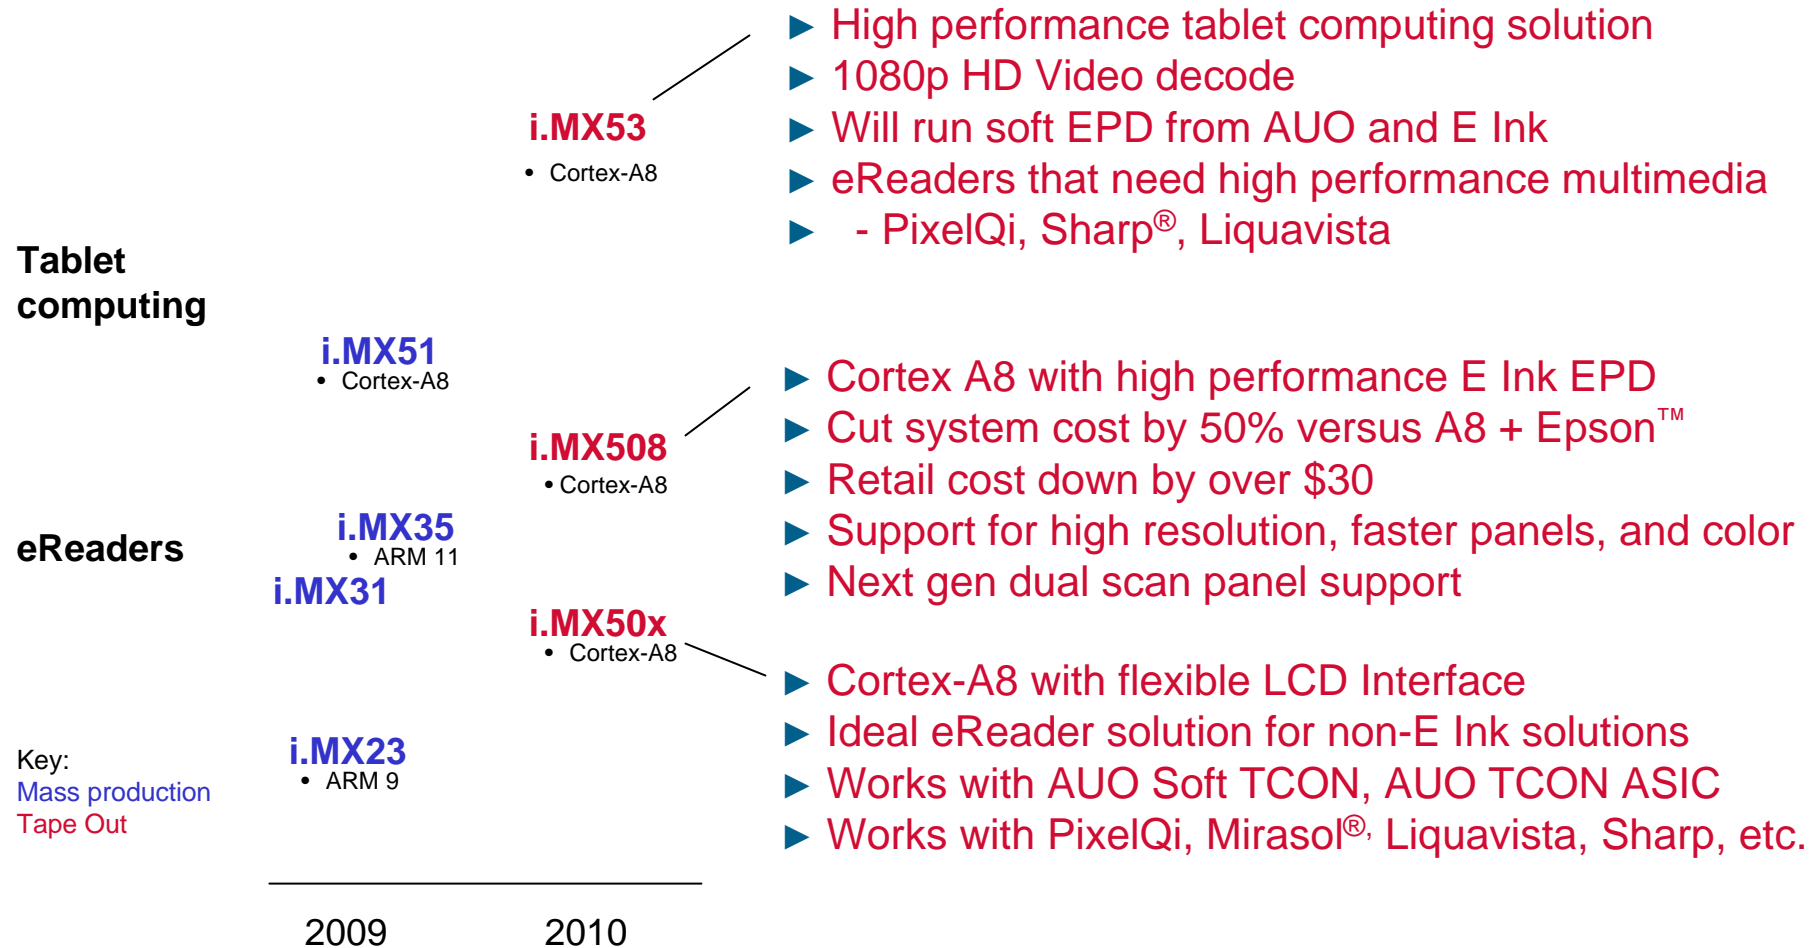 ► High performance tablet computing solution
► 1080p HD Video decode
► Will run soft EPD from AUO and E Ink
► eReaders that need high performance multimedia
► - PixelQi, Sharp®, Liquavista
i.MX53
• Cortex-A8
Tablet
computing
i.MX51
• Cortex-A8
► Cortex A8 with high performance E Ink EPD
► Cut system cost by 50% versus A8 + Epson™
► Retail cost down by over $30
► Support for high resolution, faster panels, and color
► Next gen dual scan panel support
i.MX508
• Cortex-A8
eReaders
i.MX35
• ARM 11
i.MX31
i.MX50x
• Cortex-A8
► Cortex-A8 with flexible LCD Interface
► Ideal eReader solution for non-E Ink solutions
► Works with AUO Soft TCON, AUO TCON ASIC
► Works with PixelQi, Mirasol®, Liquavista, Sharp, etc.
i.MX23
• ARM 9
Key:
Mass production
Tape Out
2009
2010